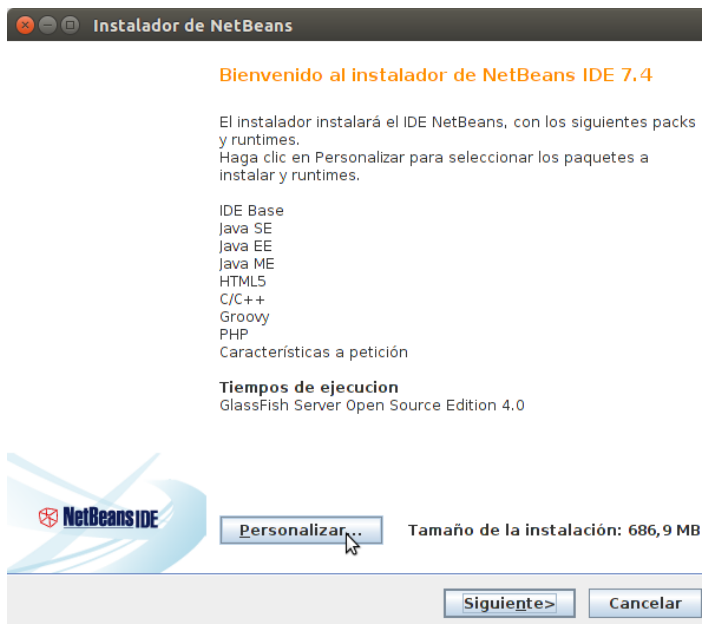 Instalador de NetBeans
Bienvenido al instalador de NetBeans IDE 7.4
El instalador instalará el IDE NetBeans, con los siguientes packs
y runtimes.
Haga clic en Personalizar para seleccionar los paquetes a
instalar y runtimes.
IDE Base
Java SE
Java EE
Java ME
HTML5
C/C++
Groovy
PHP
Características a petición
Tiempos de ejecucion
GlassFish Server Open Source Edition 4.0
NetBeans IDE
Personalizar... Tamaño de la instalación: 686,9 MB
Siguiente> Cancelar